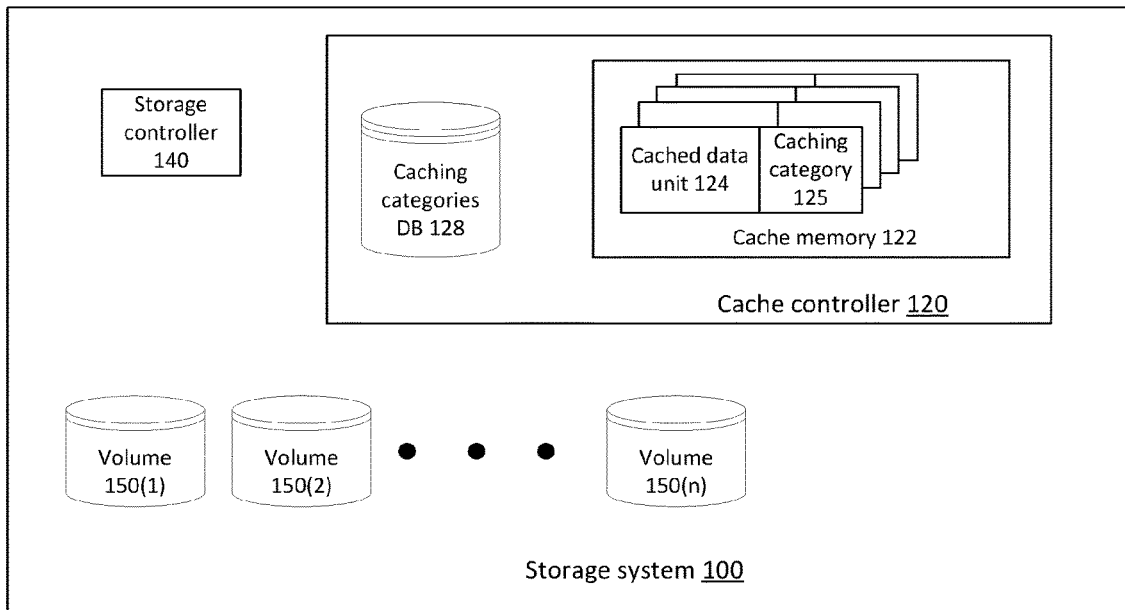 Storage
controller
140
Caching
categories
DB 128
Cached data
unit 124
Caching
category
125
Cache memory 122
Cache controller 120
Volume
150(1)
Volume
150(2)
Volume
150(n)
Storage system 100